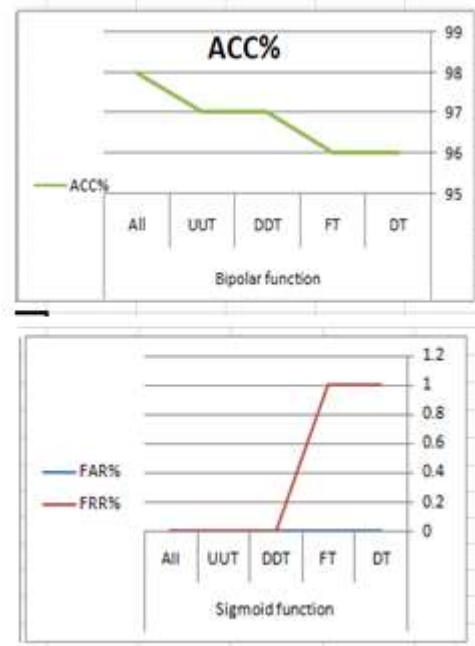 ACC%
99
98
97
96
95
ACC%
All UUT DDT FT DT
Bipolar function
1.2
1
0.8
0.6
0.4
0.2
0
FAR%
FRR%
All UUT DDT FT DT
Sigmoid function